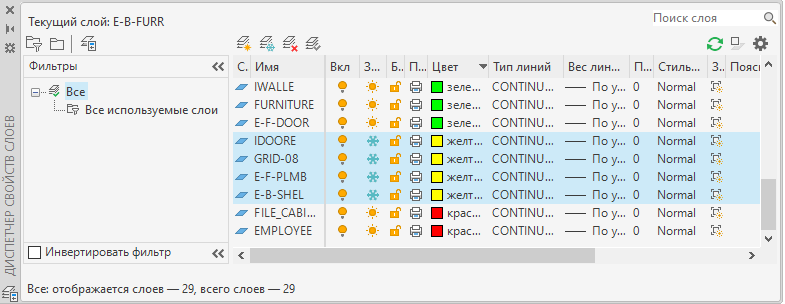 Текущий слой: E-B-FURR
Поиск слоя
Фильтры
Все
Все используемые слои
Инвертировать фильтр
С. Имя Вкл З... Б.. П... Цвет Тип линий Вес лин... П... Стиль... З. Поясн
IWALLE зеле... CONTINU... По у... 0 Normal
FURNITURE зеле... CONTINU... По у... 0 Normal
E-F-DOOR зеле... CONTINU... По у... 0 Normal
IDOORE желт... CONTINU... По у... 0 Normal
GRID-08 желт... CONTINU... По у... 0 Normal
E-F-PLMB желт... CONTINU... По у... 0 Normal
E-B-SHEL желт... CONTINU... По у... 0 Normal
FILE_CABI... крас... CONTINU... По у... 0 Normal
EMPLOYEE крас... CONTINU... По у... 0 Normal
Все: отображается слоев — 29, всего слоев — 29
ДИСПЕТЧЕР СВОЙСТВ СЛОЕВ